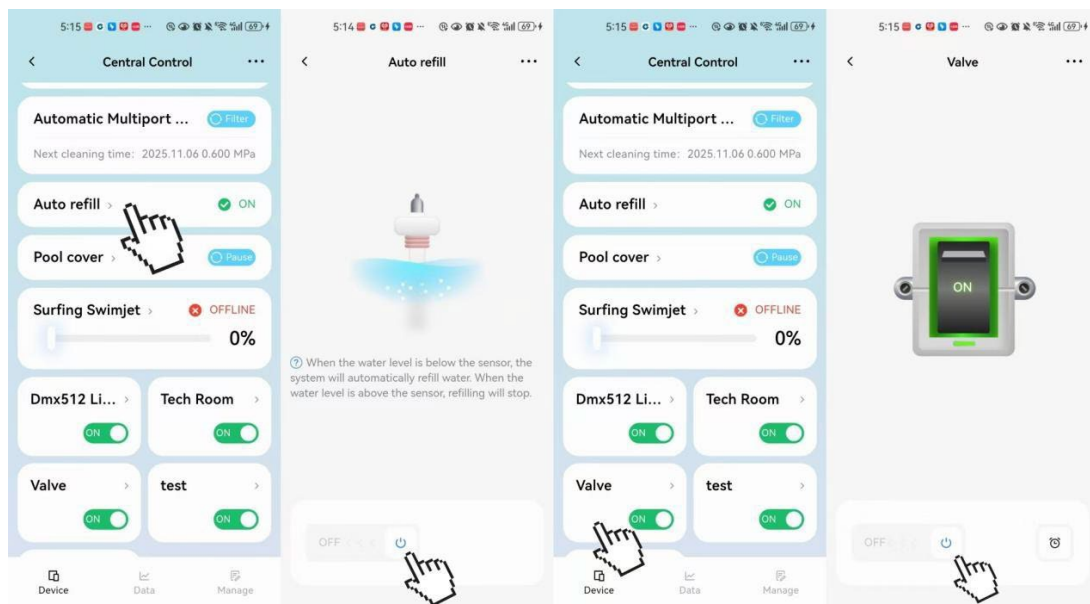 5:15
69
Central Control
Automatic Multiport ...
Filter
Next cleaning time: 2025.11.06 0.600 MPa
Auto refill
ON
Pool cover
Pause
Surfing Swimjet
OFFLINE
0%
Dmx512 Li...
Tech Room
ON
ON
Valve
test
ON
ON
Device
Data
Manage
5:14
69
Auto refill
When the water level is below the sensor, the
system will automatically refill water. When the
water level is above the sensor, refilling will stop.
OFF
5:15
69
Central Control
Automatic Multiport ...
Filter
Next cleaning time: 2025.11.06 0.600 MPa
Auto refill
ON
Pool cover
Pause
Surfing Swimjet
OFFLINE
0%
Dmx512 Li...
Tech Room
ON
ON
Valve
test
ON
ON
Device
Data
Manage
5:15
69
Valve
ON
OFF